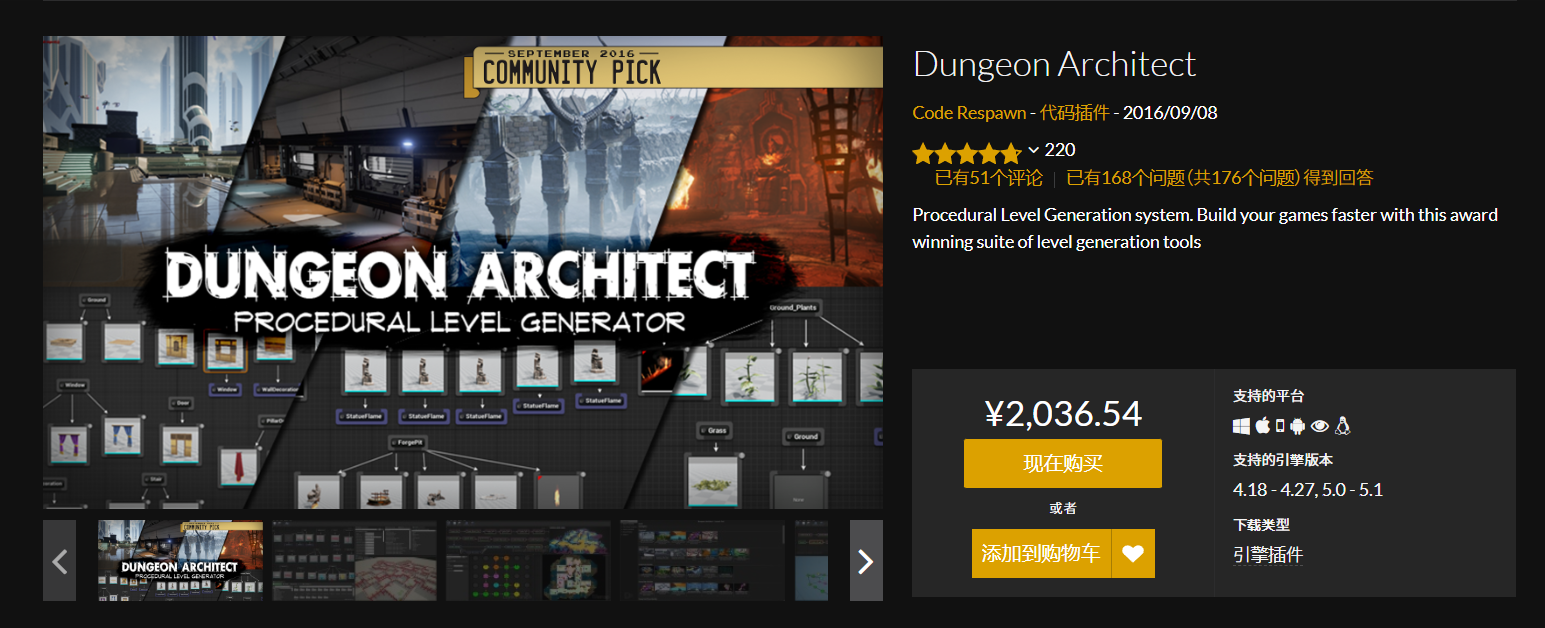 SEPTEMBER 2016
COMMUNITY PICK
DUNGEON ARCHITECT
PROCEDURAL LEVEL GENERATOR
Ground
Window
Window
WallDecoration
Door
Stair
StatueFlame
StatueFlame
StatueFlame
StatueFlame
StatueFlame
ForgePit
Ground_Plants
Grass
Ground
None
COMMUNITY PICK
DUNGEON ARCHITECT
PROCEDURAL LEVEL GENERATOR
Dungeon Architect
Code Respawn - 代码插件 - 2016/09/08
220
已有51个评论 | 已有168个问题(共176个问题)得到回答
Procedural Level Generation system. Build your games faster with this award
winning suite of level generation tools
¥2,036.54
现在购买
或者
添加到购物车
支持的平台
支持的引擎版本
4.18 - 4.27, 5.0 - 5.1
下载类型
引擎插件